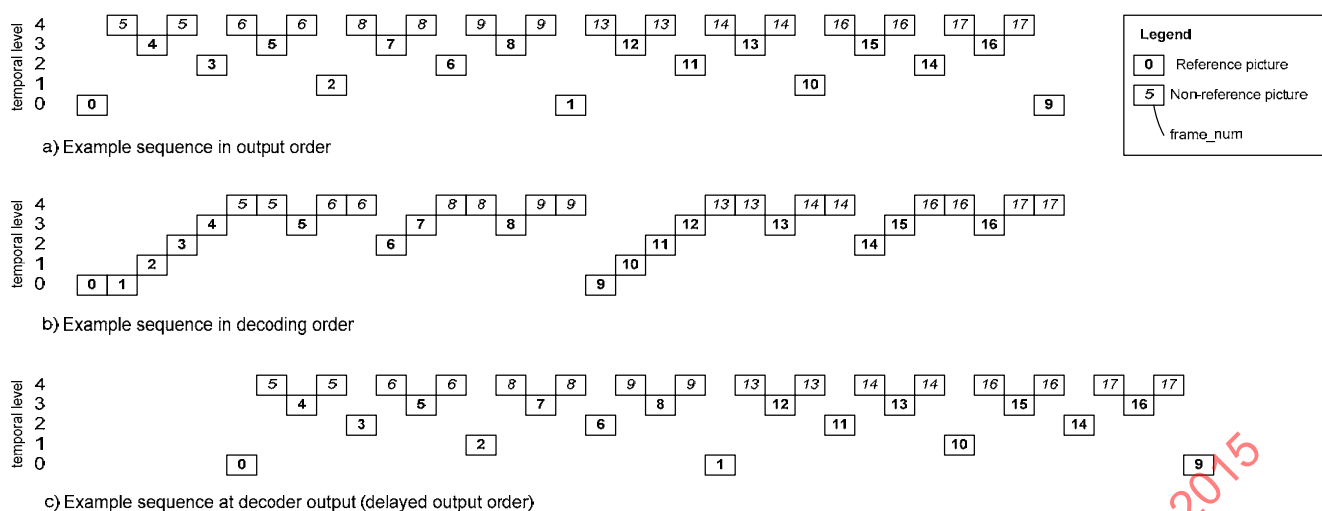 temporal level
4 5 5 6 6 8 8 9 9 13 13 14 14 16 16 17 17
3 4 5 7 8 12 13 15 16
2 3 6 11 14
1 2 10
0 0 1 9
a) Example sequence in output order
Legend
0 Reference picture
5 Non-reference picture
frame_num
temporal level
4 5 5 6 6 8 8 9 9 13 13 14 14 16 16 17 17
3 4 5 7 8 12 13 15 16
2 3 6 11 14
1 2 10
0 0 1 9
b) Example sequence in decoding order
temporal level
4 5 5 6 6 8 8 9 9 13 13 14 14 16 16 17 17
3 4 5 7 8 12 13 15 16
2 3 6 11 14
1 2 10
0 0 1 9
c) Example sequence at decoder output (delayed output order)
2015